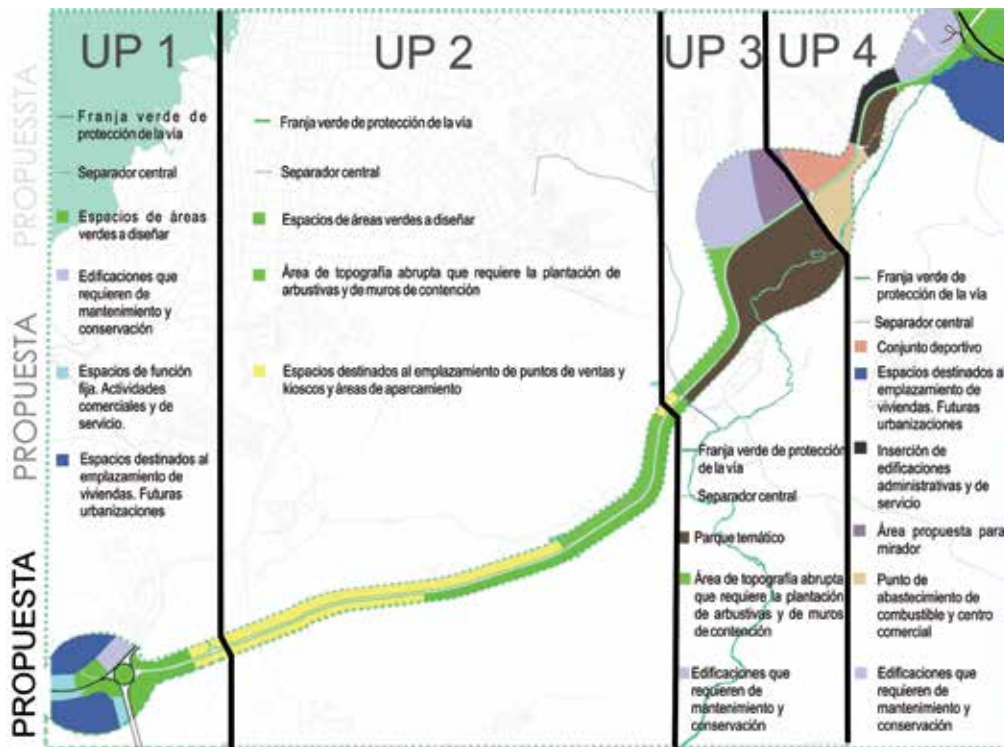 PROPUESSTA
PROPUESTA
PROPUESTA
UP 1
Franja verde de
protección de la vía
Separador central
Espacios de áreas
verdes a diseñar
Edificaciones que
requieren de
mantenimiento y
conservación
Espacios de función
fija. Actividades
comerciales y de
servicio.
Espacios destinados al
emplazamiento de
viviendas. Futuras
urbanizaciones
UP 2
Franja verde de protección de la vía
Separador central
Espacios de áreas verdes a diseñar
Área de topografía abrupta que requiere la plantación de
arbustivas y de muros de contención
Espacios destinados al emplazamiento de puntos de ventas y
kioscos y áreas de aparcamiento
UP 3
Franja verde de protección
de la vía
Separador central
Parque temático
Área de topografía abrupta
que requiere la plantación
de arbustivas y de muros de
contención
Edificaciones que
requieren de
mantenimiento y
conservación
UP 4
Franja verde de
protección de la vía
Separador central
Conjunto deportivo
Espacios destinados al
emplazamiento de
viviendas. Futuras
urbanizaciones
Inserción de
edificaciones
administrativas y de
servicio
Área propuesta para
mirador
Punto de
abastecimiento de
combustible y centro
comercial
Edificaciones que
requieren de
mantenimiento y
conservación